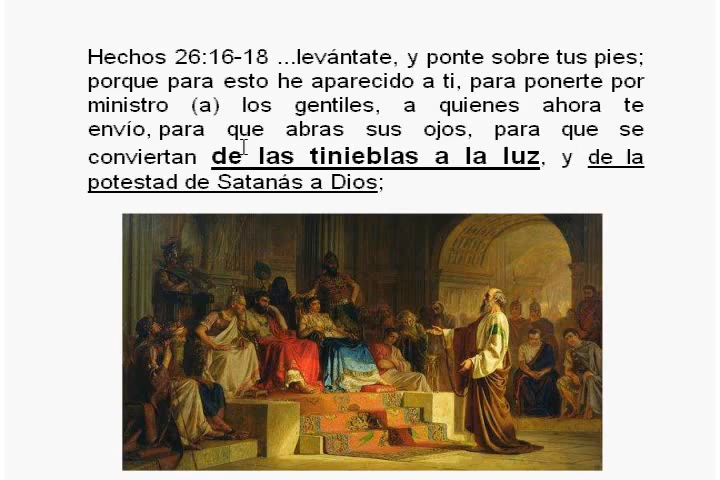 Hechos 26:16-18 ...levántate, y ponte sobre tus pies;
porque para esto he aparecido a ti, para ponerte por
ministro (a) los gentiles, a quienes ahora te
envío, para que abras sus ojos, para que se
conviertan de las tinieblas a la luz, y de la
potestad de Satanás a Dios;